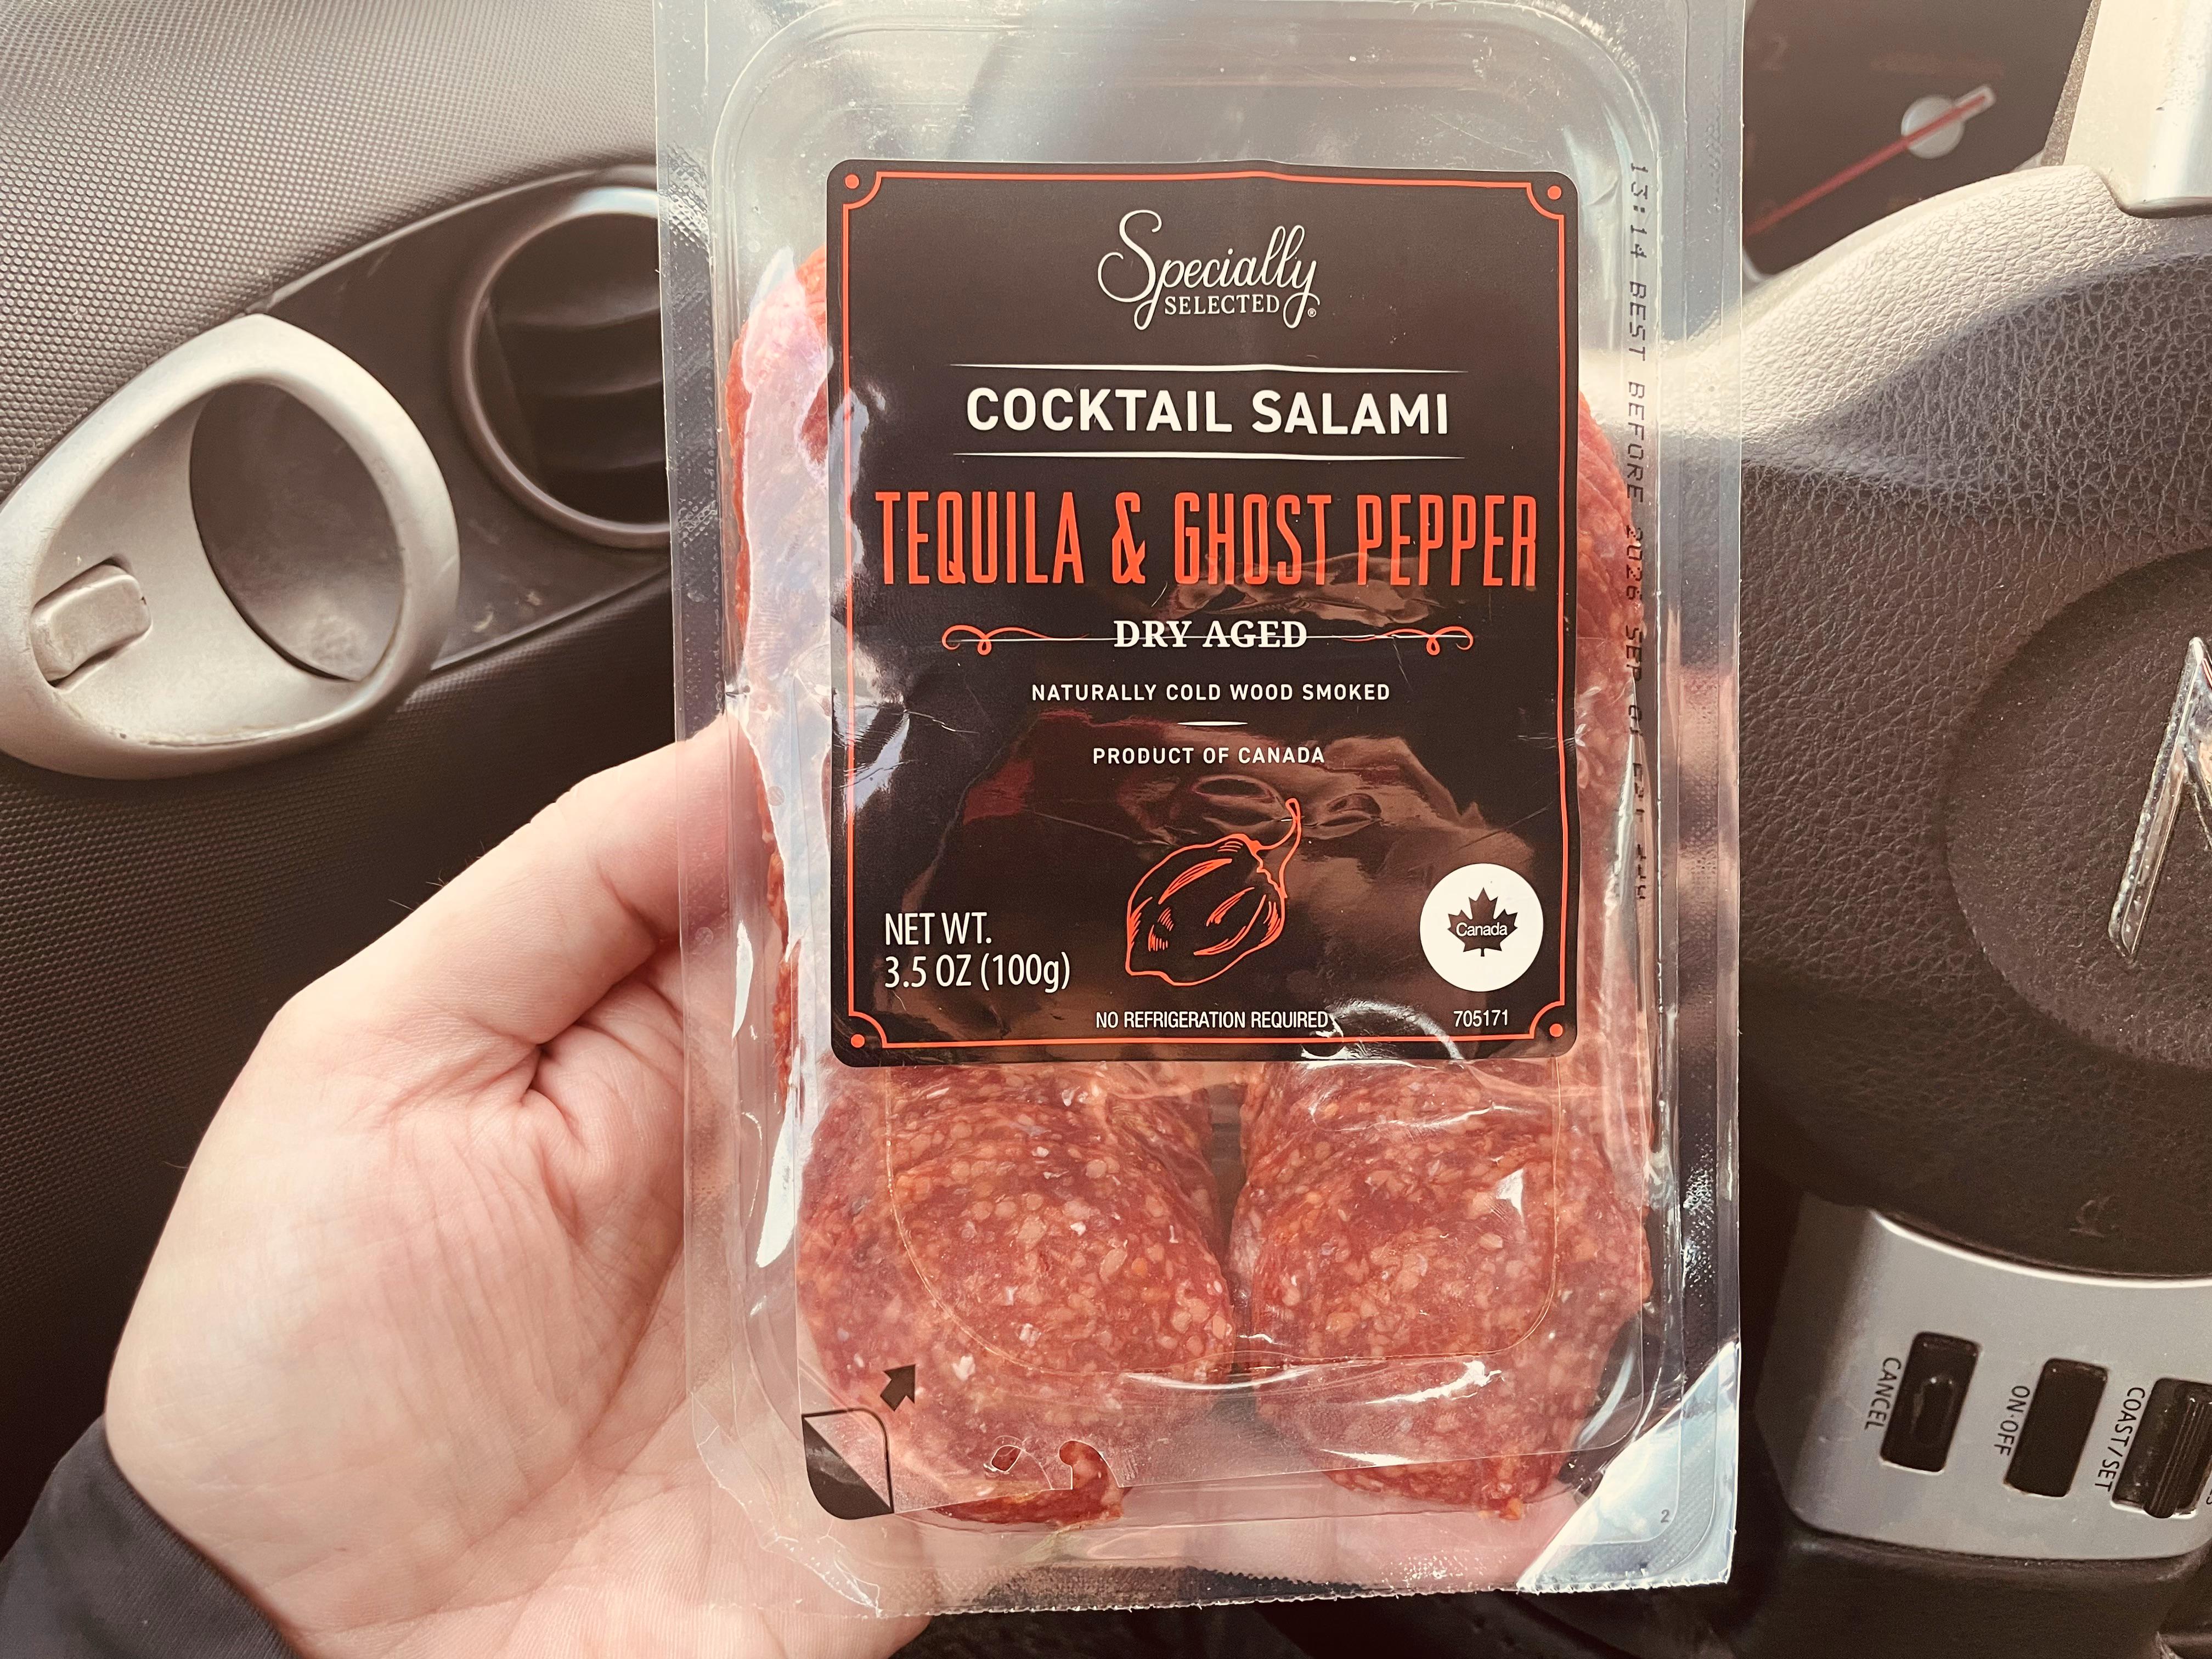 Specially
SELECTED®
COCKTAIL SALAMI
TEQUILA & GHOST PEPPER
DRY AGED
NATURALLY COLD WOOD SMOKED
PRODUCT OF CANADA
NET WT.
3.5 OZ (100g)
Canada
NO REFRIGERATION REQUIRED
705171
13:14 BEST BEFORE 2026 SEP
2
CANCEL
ON·OFF
COAST/SET